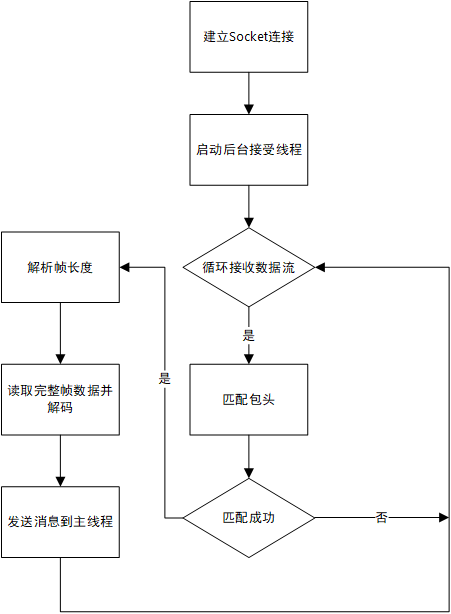 建立Socket连接
启动后台接受线程
循环接收数据流
解析帧长度
是
是
读取完整帧数据并
解码
匹配包头
发送消息到主线程
匹配成功
否